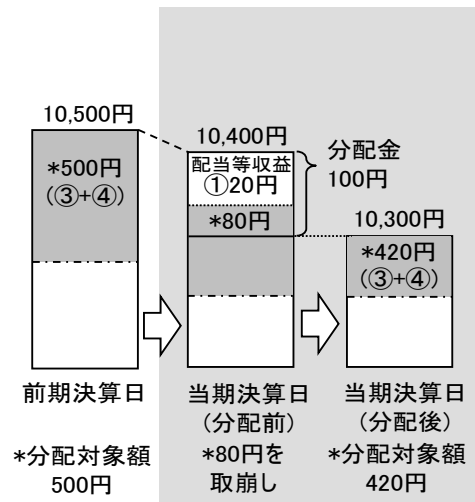 10,500円
*500円
(③+④)
前期決算日
*分配対象額
500円
10,400円
配当等収益
①20円
*80円
分配金
100円
当期決算日
(分配前)
*80円を
取崩し
10,300円
*420円
(③+④)
当期決算日
(分配後)
*分配対象額
420円